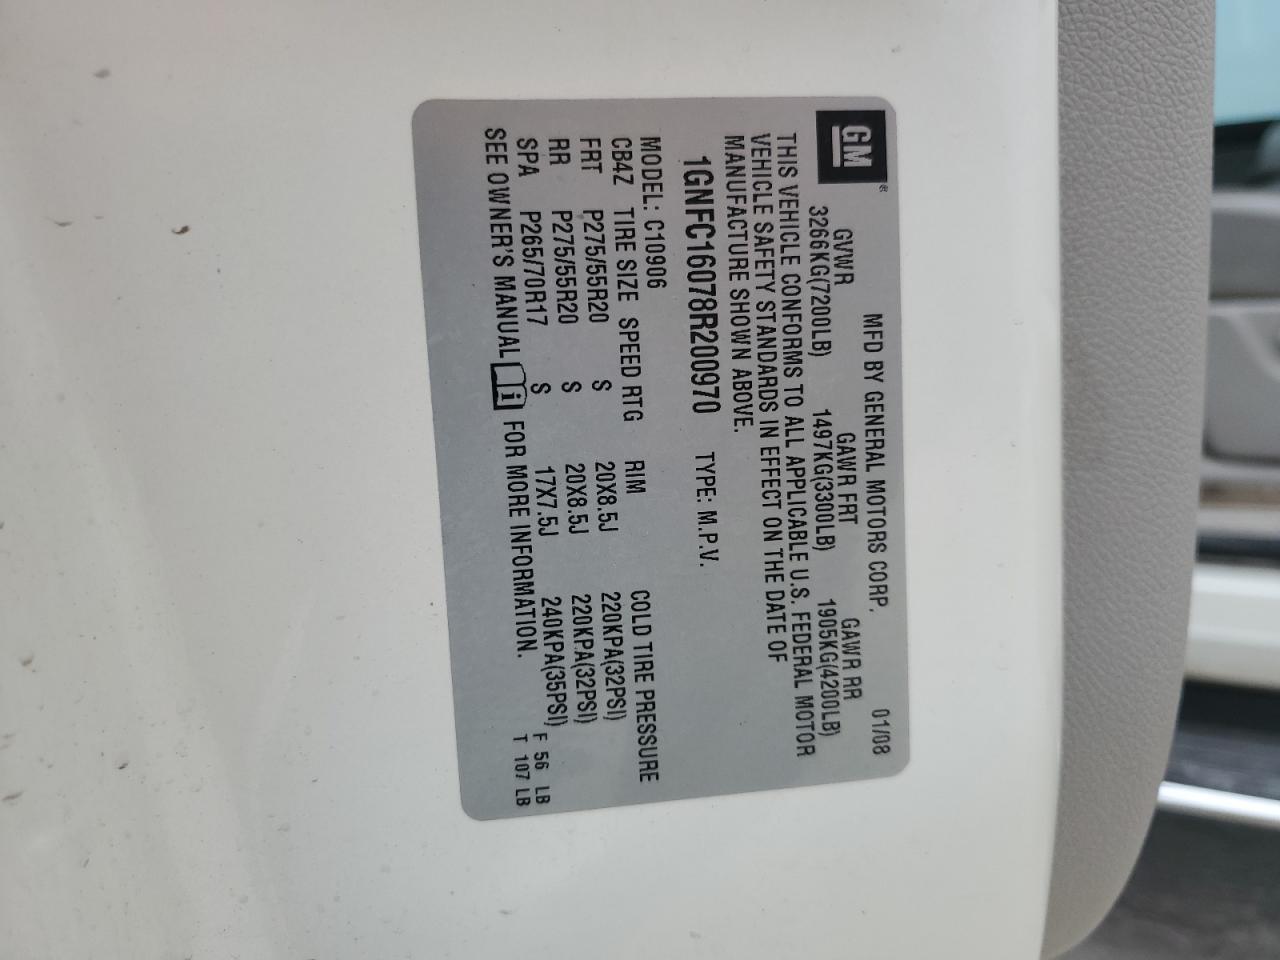 GM ®
MFD BY GENERAL MOTORS CORP. 01/08
GVWR GAWR FRT GAWR RR
3266KG(7200LB) 1497KG(3300LB) 1905KG(4200LB)
THIS VEHICLE CONFORMS TO ALL APPLICABLE U.S. FEDERAL MOTOR
VEHICLE SAFETY STANDARDS IN EFFECT ON THE DATE OF
MANUFACTURE SHOWN ABOVE.
1GNFC16078R200970 TYPE: M.P.V.
MODEL: C10906
CB4Z TIRE SIZE SPEED RTG RIM COLD TIRE PRESSURE
FRT P275/55R20 S 20X8.5J 220KPA(32PSI)
RR P275/55R20 S 20X8.5J 220KPA(32PSI)
SPA P265/70R17 S 17X7.5J 240KPA(35PSI) F 56 LB
SEE OWNER'S MANUAL i FOR MORE INFORMATION. T 107 LB